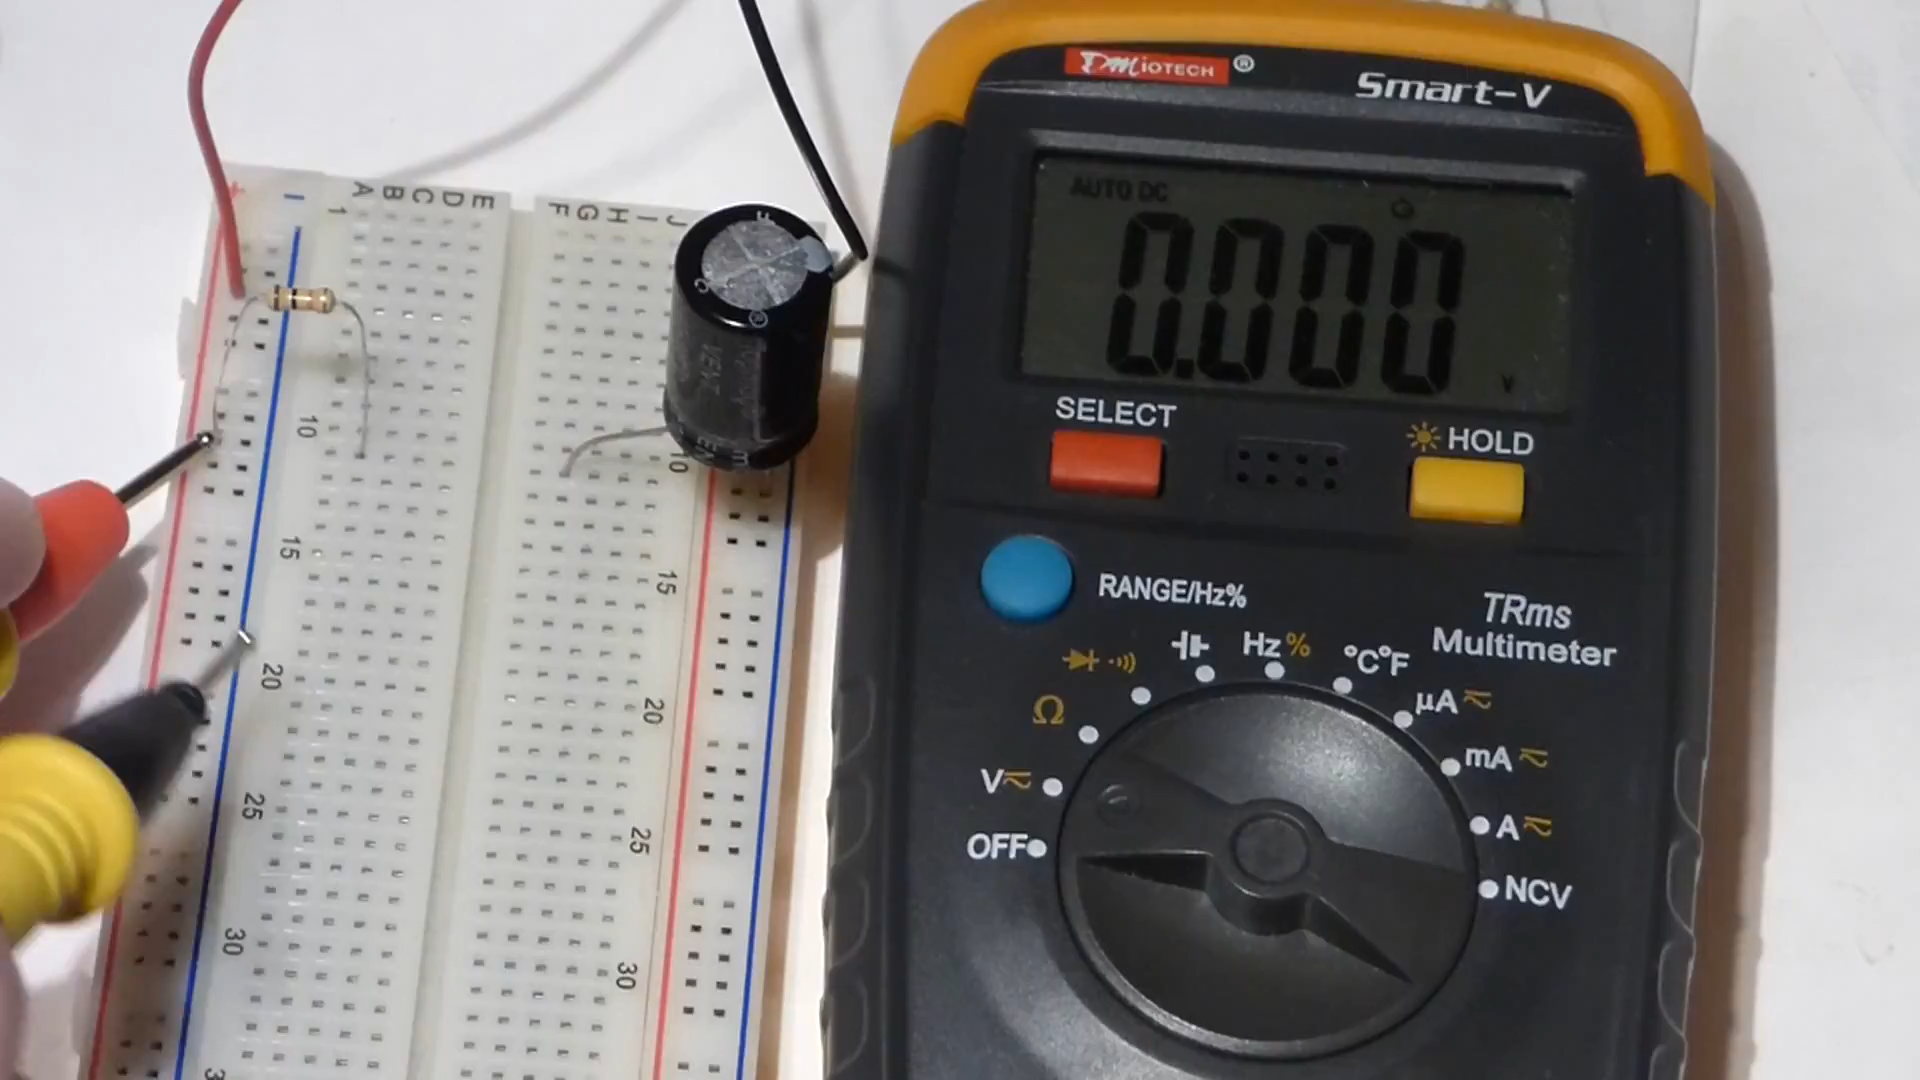 DMiOTECH®
Smart-V
AUTO DC
0.000
V
SELECT
HOLD
RANGE/Hz%
TRms
Multimeter
Hz %
°C°F
Ω
µA
V
mA
OFF
A
NCV
+
A B C D E
F G H I J
1
10
10
15
15
20
20
25
25
30
30